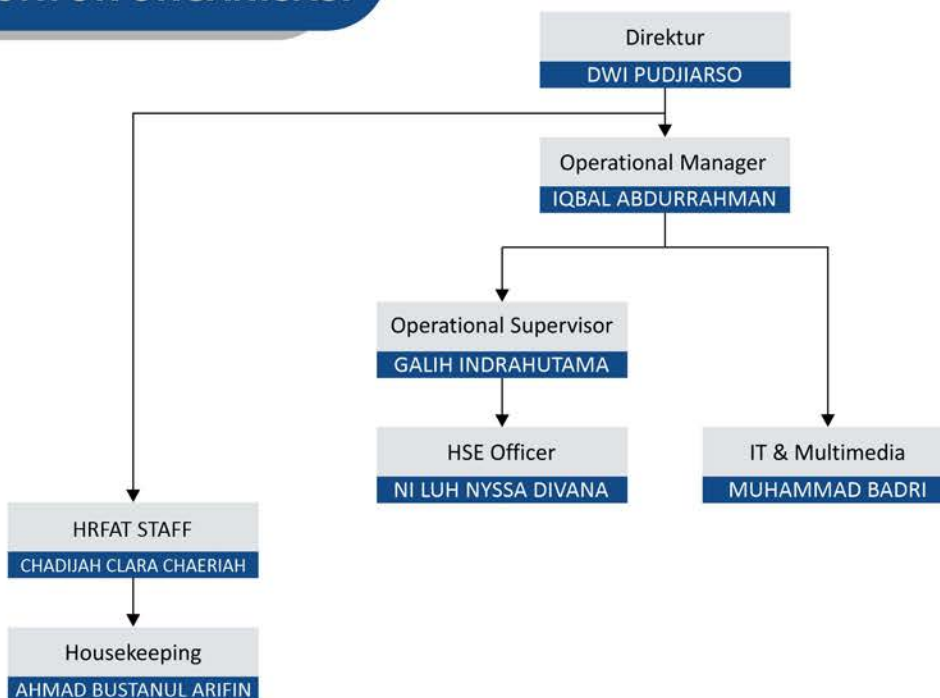 Direktur
DWI PUDJIARSO
Operational Manager
IQBAL ABDURRAHMAN
Operational Supervisor
GALIH INDRAHUTAMA
HSE Officer
NI LUH NYSSA DIVANA
IT & Multimedia
MUHAMMAD BADRI
HRFAT STAFF
CHADIJAH CLARA CHAERIAH
Housekeeping
AHMAD BUSTANUL ARIFIN